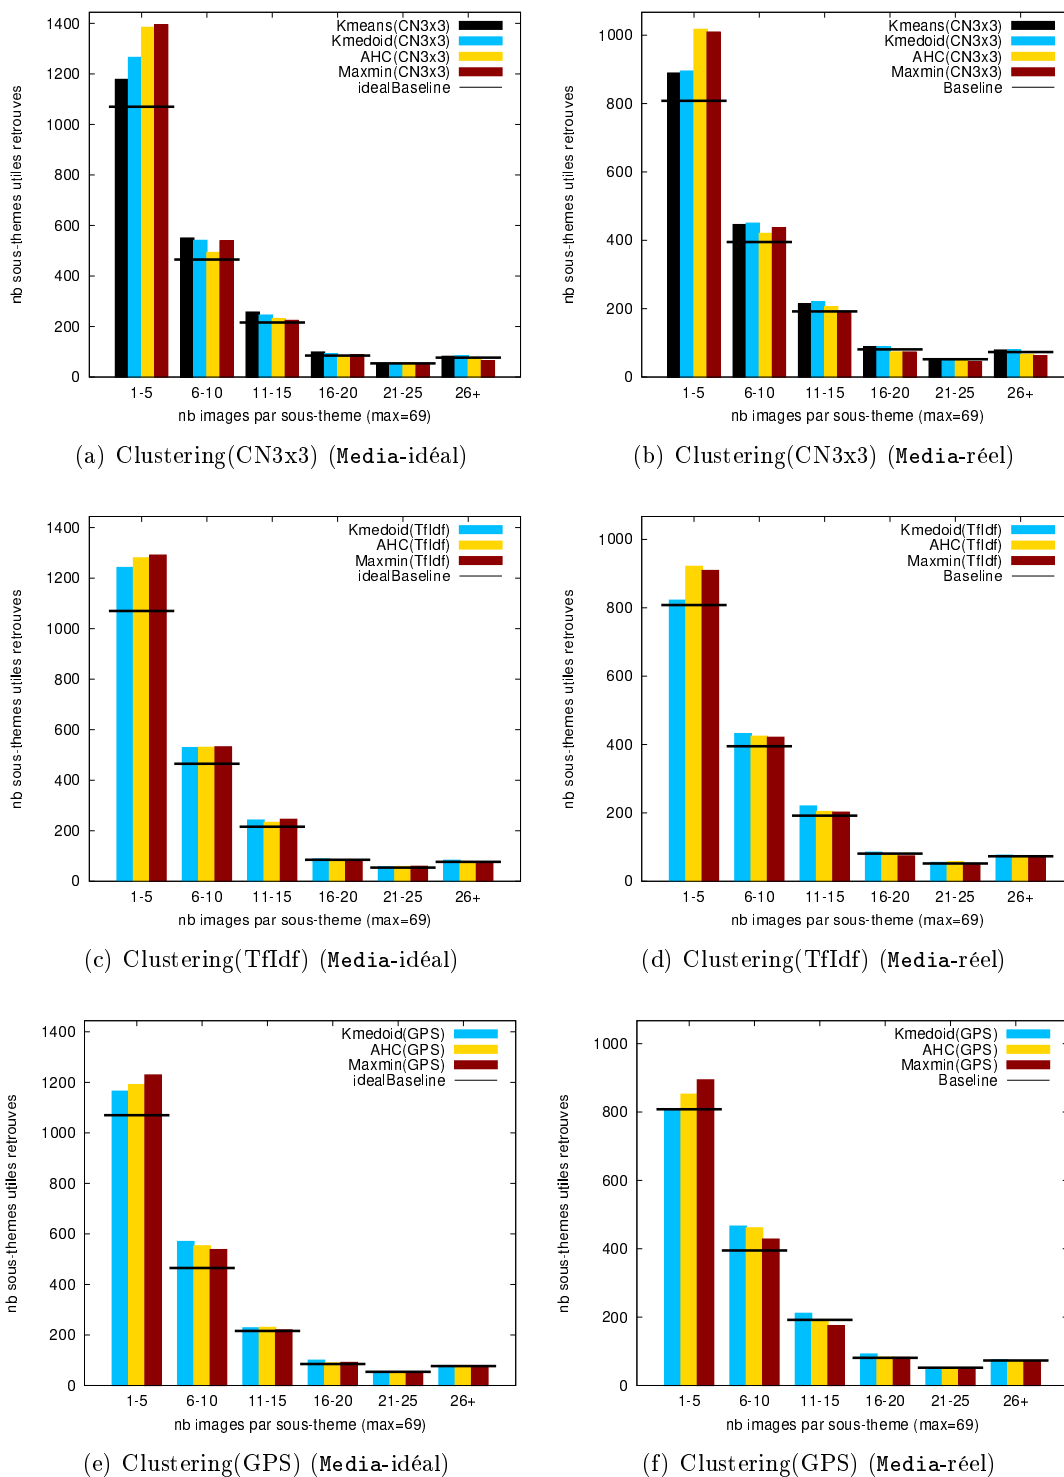 1400
1200
1000
800
600
400
200
0
nb sous-themes utiles retrouves
Kmeans(CN3x3)
Kmedoid(CN3x3)
AHC(CN3x3)
Maxmin(CN3x3)
idealBaseline
1-5 6-10 11-15 16-20 21-25 26+
nb images par sous-theme (max=69)
(a) Clustering(CN3x3) (Media-idéal)
1000
800
600
400
200
0
nb sous-themes utiles retrouves
Kmeans(CN3x3)
Kmedoid(CN3x3)
AHC(CN3x3)
Maxmin(CN3x3)
Baseline
1-5 6-10 11-15 16-20 21-25 26+
nb images par sous-theme (max=69)
(b) Clustering(CN3x3) (Media-réel)
1400
1200
1000
800
600
400
200
0
nb sous-themes utiles retrouves
Kmedoid(TfIdf)
AHC(TfIdf)
Maxmin(TfIdf)
idealBaseline
1-5 6-10 11-15 16-20 21-25 26+
nb images par sous-theme (max=69)
(c) Clustering(TfIdf) (Media-idéal)
1000
800
600
400
200
0
nb sous-themes utiles retrouves
Kmedoid(TfIdf)
AHC(TfIdf)
Maxmin(TfIdf)
Baseline
1-5 6-10 11-15 16-20 21-25 26+
nb images par sous-theme (max=69)
(d) Clustering(TfIdf) (Media-réel)
1400
1200
1000
800
600
400
200
0
nb sous-themes utiles retrouves
Kmedoid(GPS)
AHC(GPS)
Maxmin(GPS)
idealBaseline
1-5 6-10 11-15 16-20 21-25 26+
nb images par sous-theme (max=69)
(e) Clustering(GPS) (Media-idéal)
1000
800
600
400
200
0
nb sous-themes utiles retrouves
Kmedoid(GPS)
AHC(GPS)
Maxmin(GPS)
Baseline
1-5 6-10 11-15 16-20 21-25 26+
nb images par sous-theme (max=69)
(f) Clustering(GPS) (Media-réel)